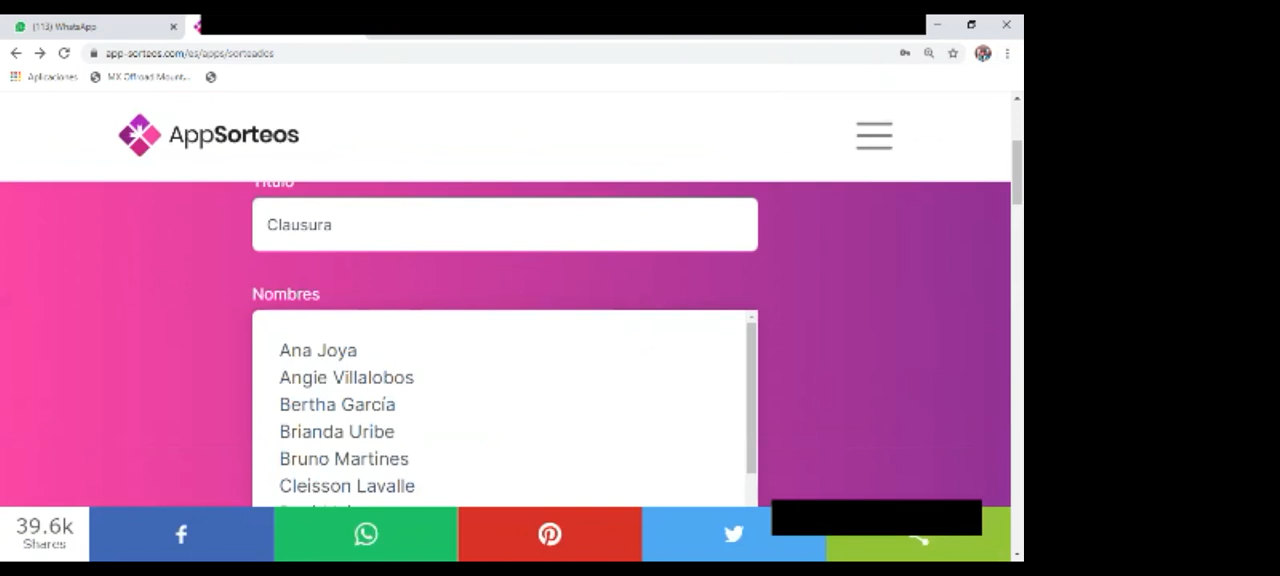 (113) WhatsApp
app-sorteos.com/es/apps/sorteados
Aplicaciones
MX Offroad Mount...
AppSorteos
Título
Clausura
Nombres
Ana Joya
Angie Villalobos
Bertha García
Brianda Uribe
Bruno Martines
Cleisson Lavalle
39.6k
Shares